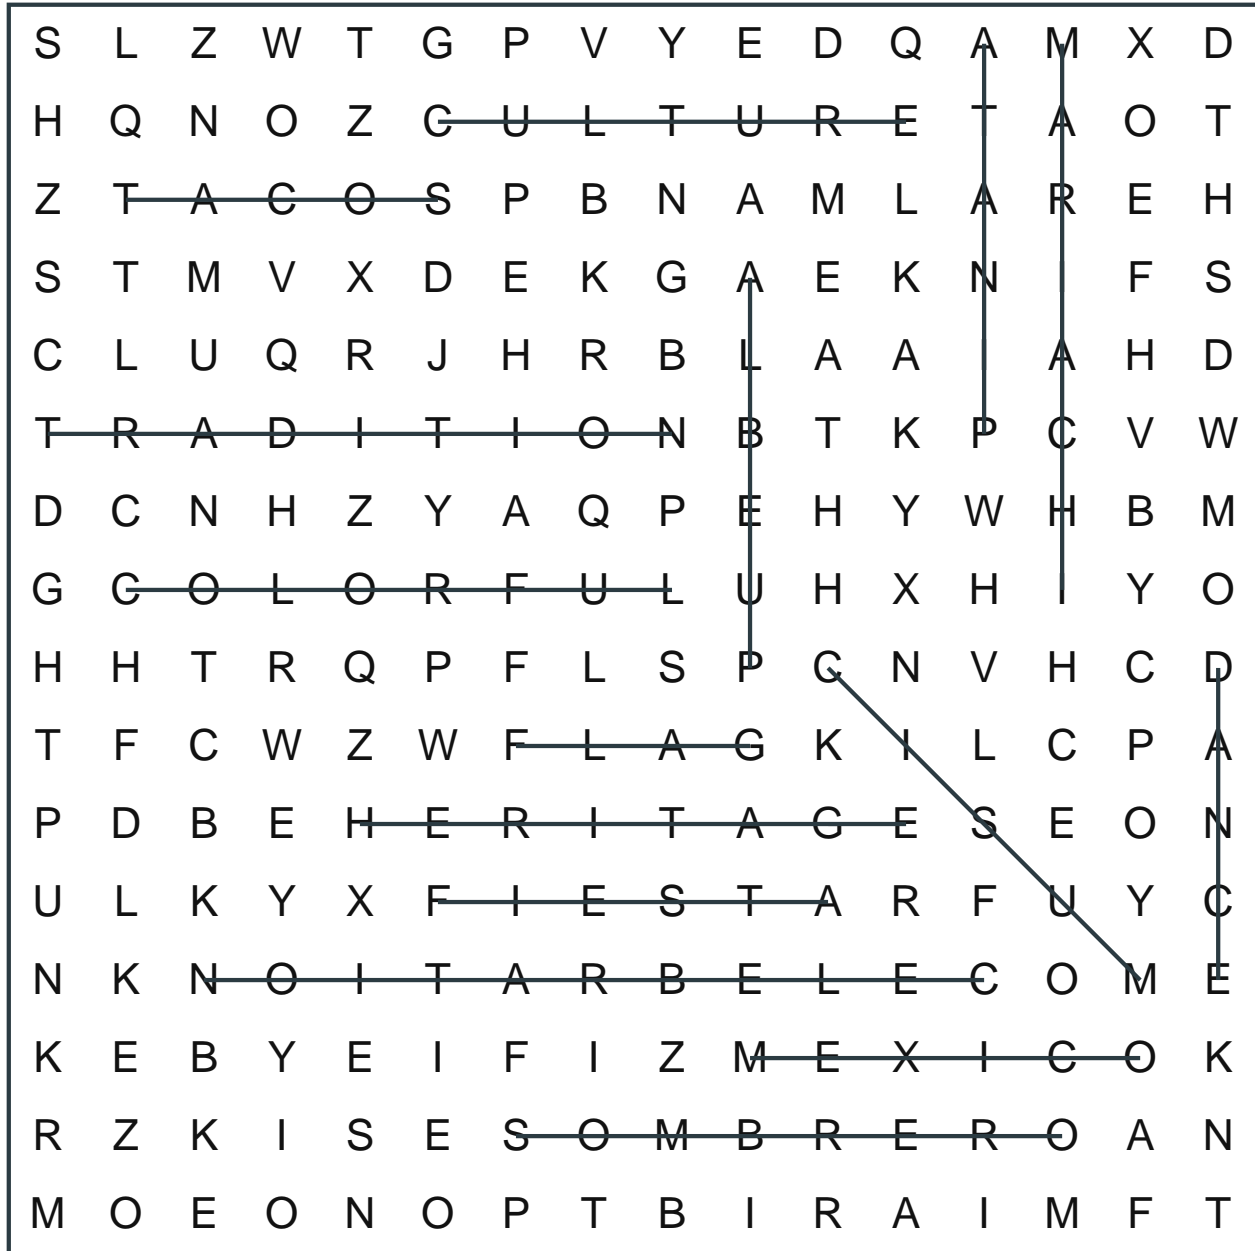 S L Z W T G P V Y E D Q A M X D
H Q N O Z C U L T U R E T A O T
Z T A C O S P B N A M L A R E H
S T M V X D E K G A E K N I F S
C L U Q R J H R B L A A I A H D
T R A D I T I O N B T K P C V W
D C N H Z Y A Q P E H Y W H B M
G C O L O R F U L U H X H I Y O
H H T R Q P F L S P C N V H C D
T F C W Z W F L A G K I L C P A
P D B E H E R I T A G E S E O N
U L K Y X F I E S T A R F U Y C
N K N O I T A R B E L E C O M E
K E B Y E I F I Z M E X I C O K
R Z K I S E S O M B R E R O A N
M O E O N O P T B I R A I M F T